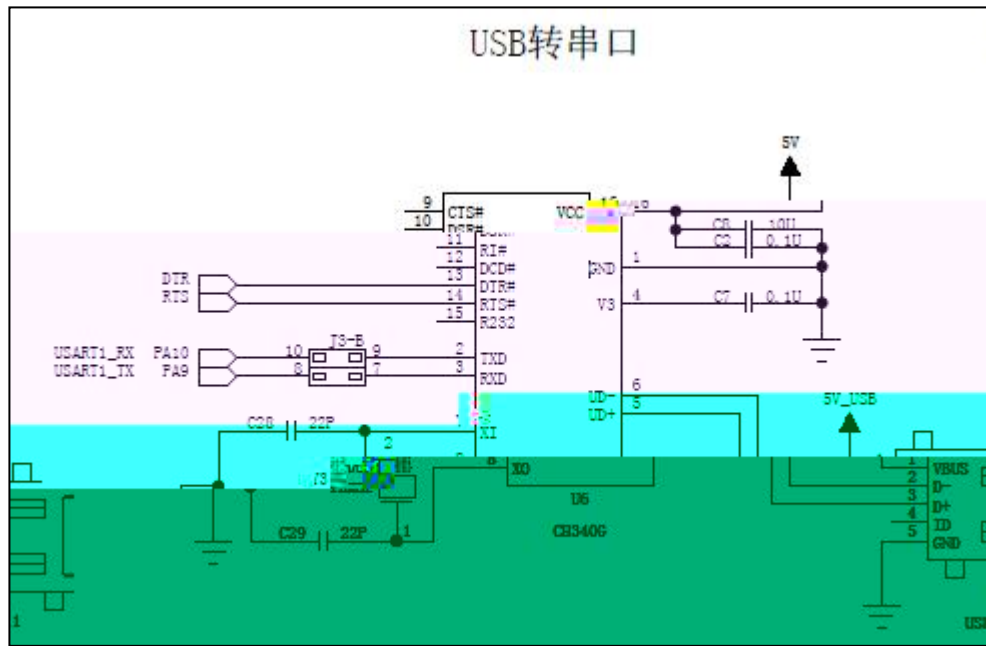 USB转串口
5V
9 CTS# VCC
10
C2 0.1U
11 RI#
12 DCD# GND 1
DTR 13 DTR#
RTS 14 RTS# V3 4 C7 0.1U
15 R232
J3-B
USART1_RX PA10 10 9 2 TXD
USART1_TX PA9 8 7 3 RXD
UD- 6
UD+ 5 5V_USB
C28 22P XI
2
XO 1 VBUS
2 D-
U6 3 D+
C29 22P 1 CH340G 4 ID
5 GND
1